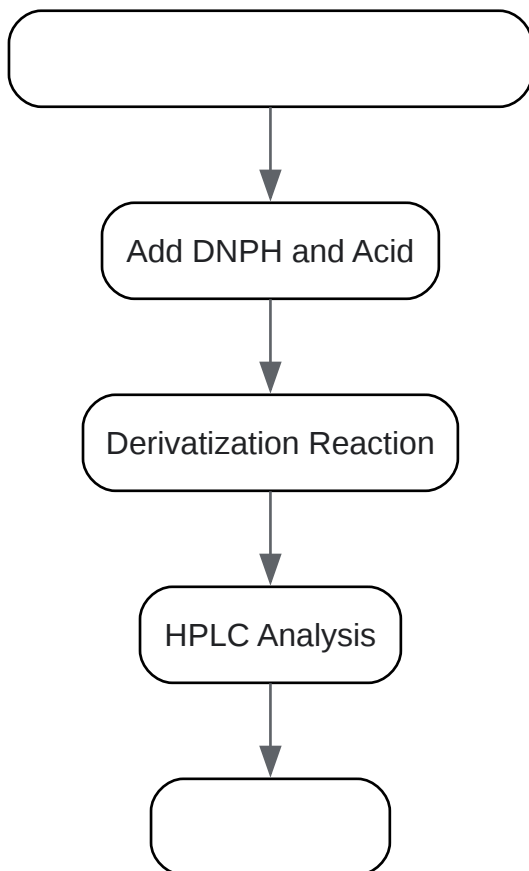 Add DNPH and Acid
Derivatization Reaction
HPLC Analysis